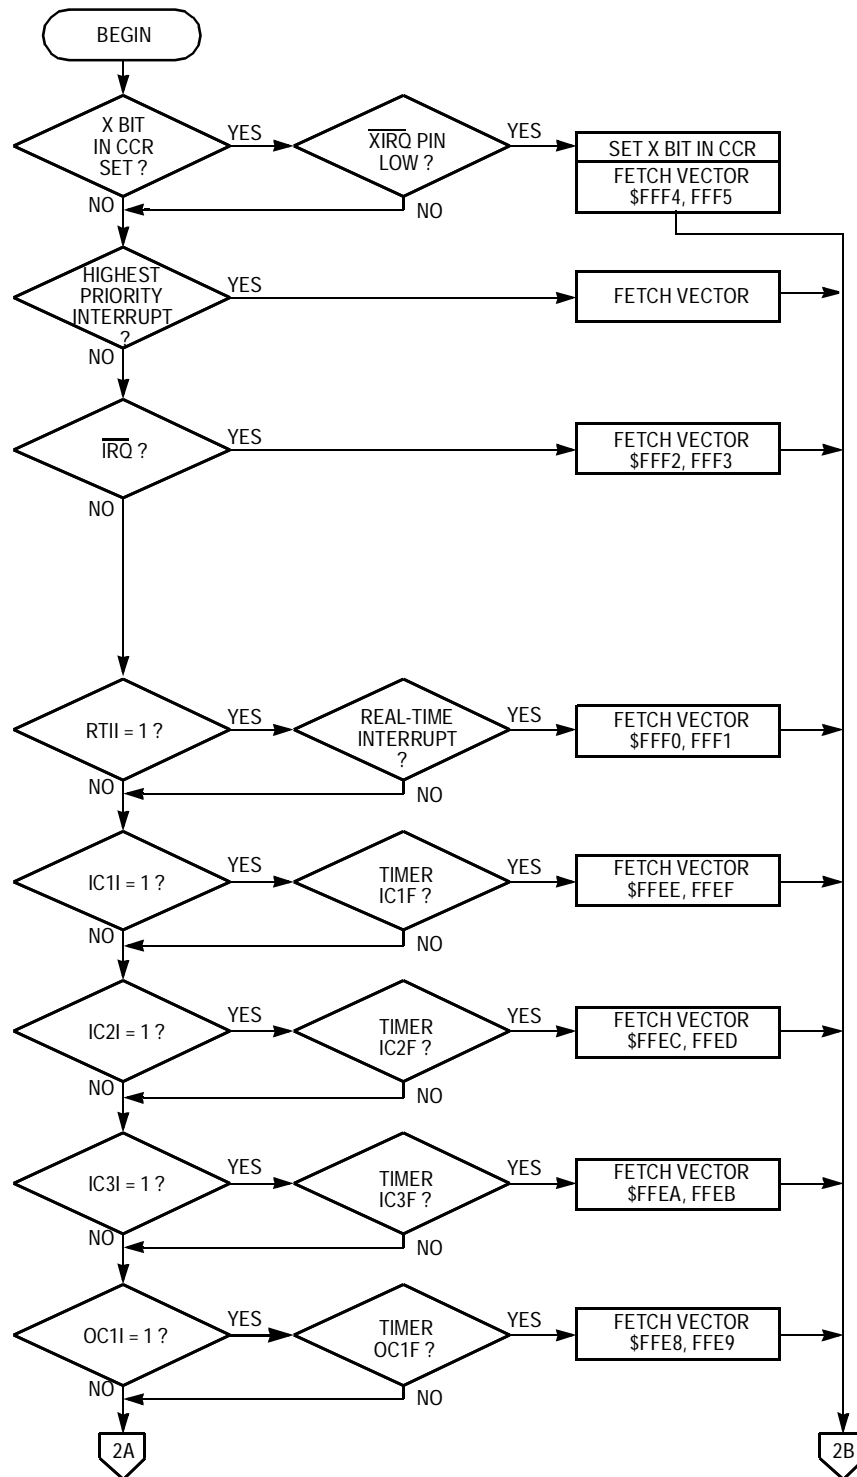 BEGIN
X BIT
IN CCR
SET ?
YES
NO
XIRQ PIN
LOW ?
YES
NO
SET X BIT IN CCR
FETCH VECTOR
$FFF4, FFF5
HIGHEST
PRIORITY
INTERRUPT
?
YES
NO
FETCH VECTOR
IRQ ?
YES
NO
FETCH VECTOR
$FFF2, FFF3
RTII = 1 ?
YES
NO
REAL-TIME
INTERRUPT
?
YES
NO
FETCH VECTOR
$FFF0, FFF1
IC1I = 1 ?
YES
NO
TIMER
IC1F ?
YES
NO
FETCH VECTOR
$FFEE, FFEF
IC2I = 1 ?
YES
NO
TIMER
IC2F ?
YES
NO
FETCH VECTOR
$FFEC, FFED
IC3I = 1 ?
YES
NO
TIMER
IC3F ?
YES
NO
FETCH VECTOR
$FFEA, FFEB
OC1I = 1 ?
YES
NO
TIMER
OC1F ?
YES
NO
FETCH VECTOR
$FFE8, FFE9
2A
2B